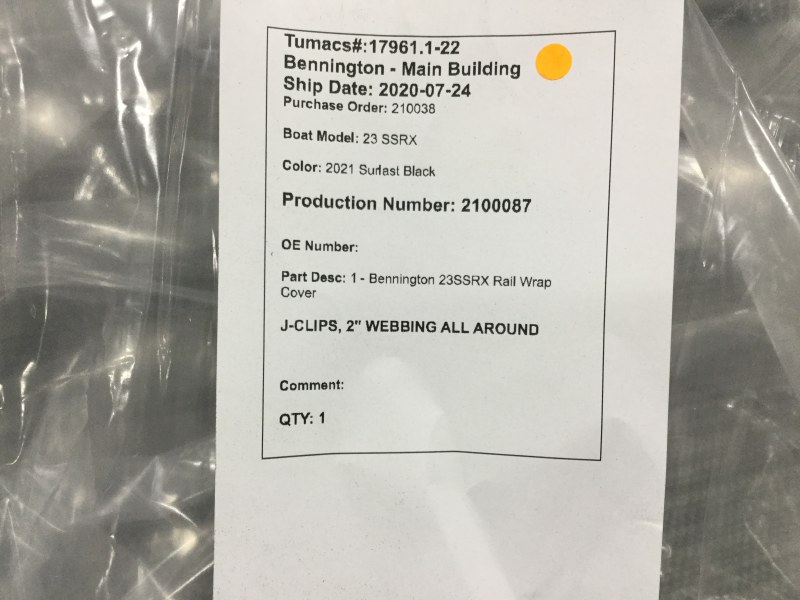 Tumacs#:17961.1-22
Bennington - Main Building
Ship Date: 2020-07-24
Purchase Order: 210038
Boat Model: 23 SSRX
Color: 2021 Surlast Black
Production Number: 2100087
OE Number:
Part Desc: 1 - Bennington 23SSRX Rail Wrap
Cover
J-CLIPS, 2" WEBBING ALL AROUND
Comment:
QTY: 1